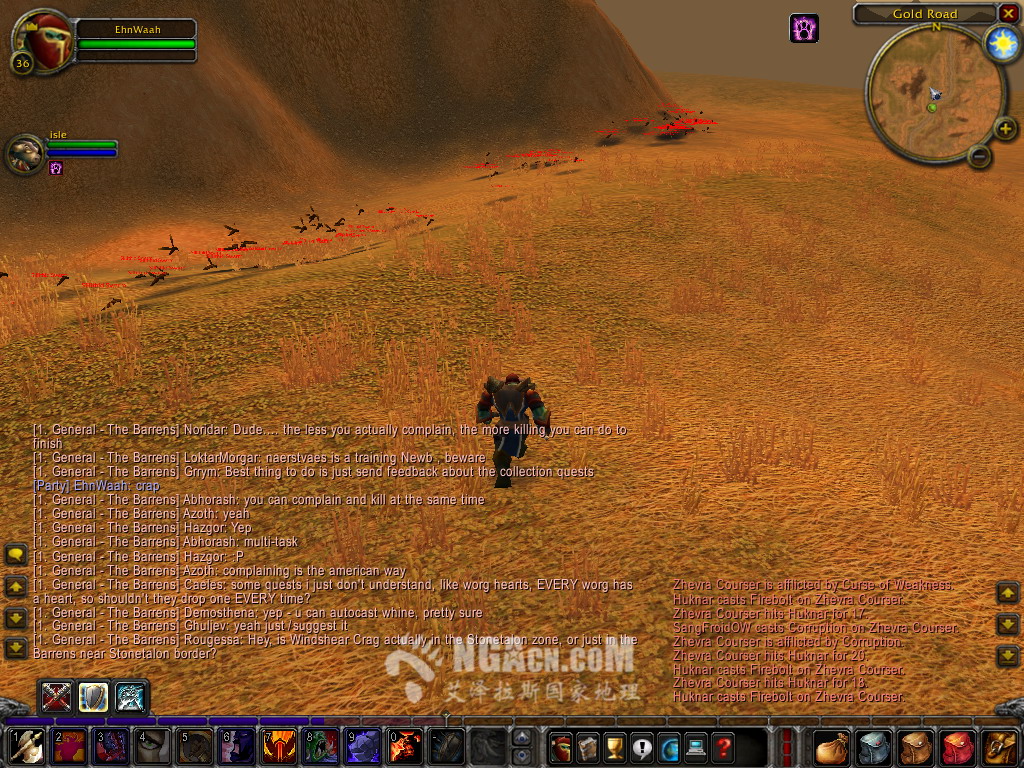 EhnWaah
36
isle
Gold Road
N
[1. General - The Barrens] Noridar: Dude.... the less you actually complain, the more killing you can do to
finish
[1. General - The Barrens] LoktarMorgar: naerstvaes is a training Newb , beware
[1. General - The Barrens] Grrym: Best thing to do is just send feedback about the collection quests
[Party] EhnWaah: crap
[1. General - The Barrens] Abhorash: you can complain and kill at the same time
[1. General - The Barrens] Azoth: yeah
[1. General - The Barrens] Hazgor: Yep
[1. General - The Barrens] Abhorash: multi-task
[1. General - The Barrens] Hazgor: :P
[1. General - The Barrens] Azoth: complaining is the american way
[1. General - The Barrens] Caeles: some quests i just don't understand, like worg hearts, EVERY worg has
a heart, so shouldn't they drop one EVERY time?
[1. General - The Barrens] Demosthena: yep - u can autocast whine, pretty sure
[1. General - The Barrens] Ghuljev: yeah just /suggest it
[1. General - The Barrens] Rougessa: Hey, is Windshear Crag actually in the Stonetalon zone, or just in the
Barrens near Stonetalon border?
Zhevra Courser is afflicted by Curse of Weakness.
Huknar casts Firebolt on Zhevra Courser.
Zhevra Courser hits Huknar for 17.
SangFroidOW casts Corruption on Zhevra Courser.
Zhevra Courser is afflicted by Corruption.
Zhevra Courser hits Huknar for 20.
Zhevra Courser hits Huknar for 18.
Huknar casts Firebolt on Zhevra Courser.
NGACN.COM
艾泽拉斯国家地理
1 2 3 4 5 6 7 8 9 0 -